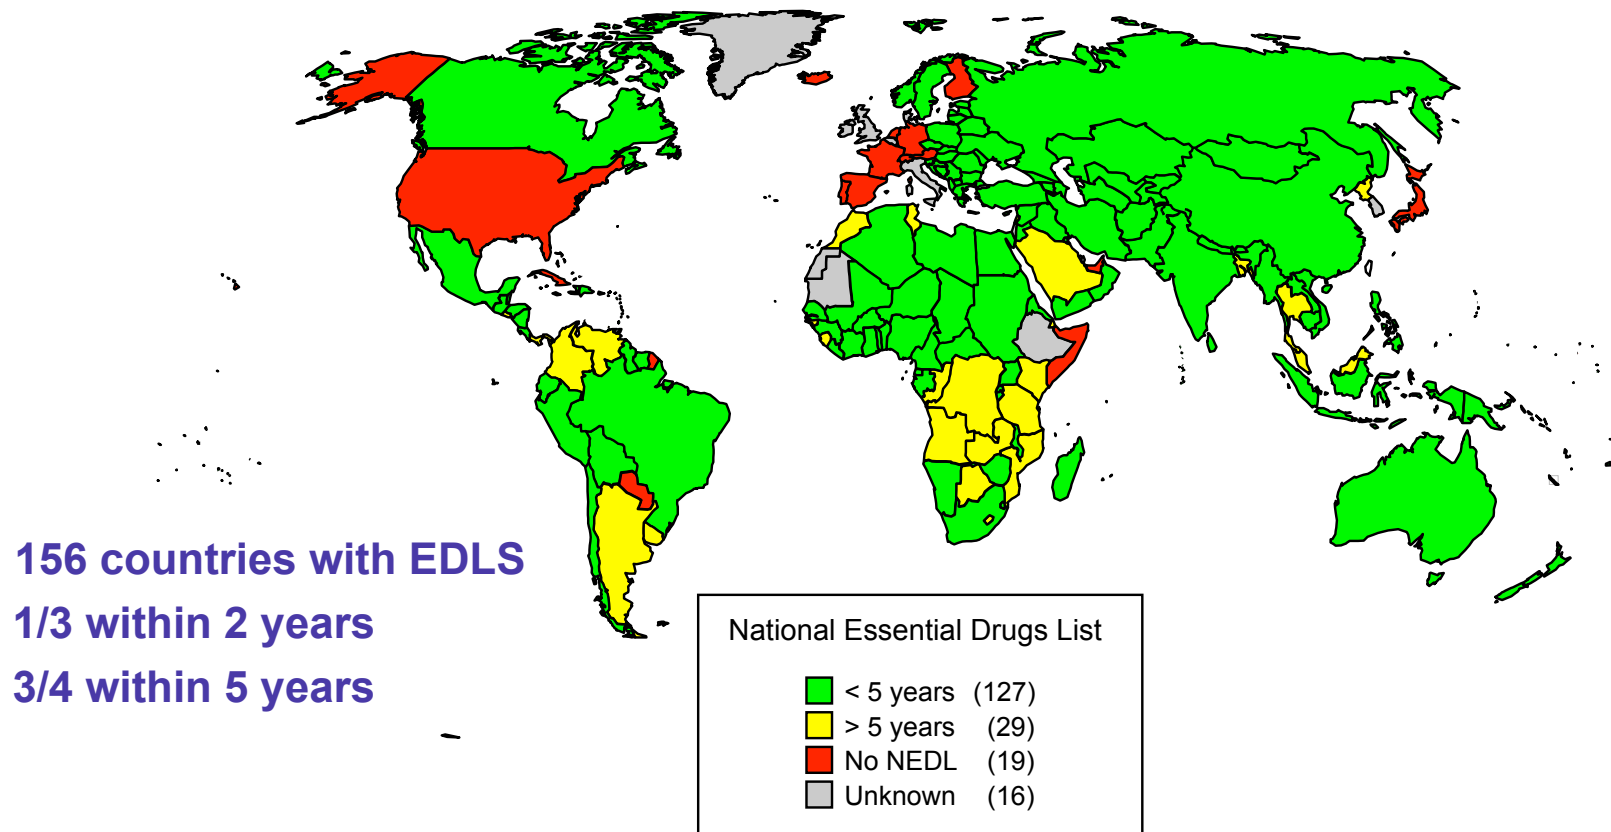 156 countries with EDLS
1/3 within 2 years
3/4 within 5 years
National Essential Drugs List
< 5 years (127)
> 5 years (29)
No NEDL (19)
Unknown (16)